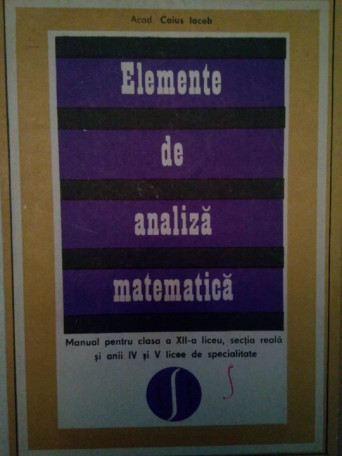 Acad. Caius Iacob
Elemente
de
analiză
matematică
Manual pentru clasa a XII-a liceu, secția reală
și anii IV și V licee de specialitate
∫
∫